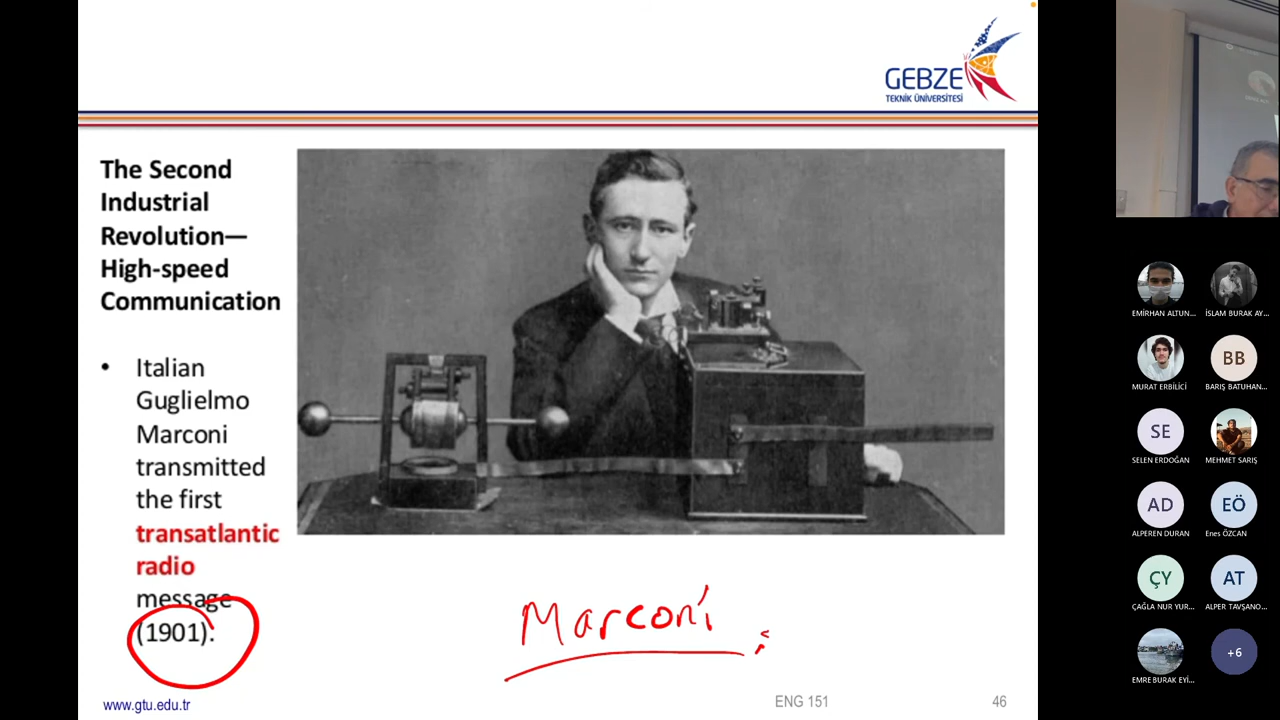 GEBZE
TEKNİK ÜNİVERSİTESİ
The Second
Industrial
Revolution—
High-speed
Communication
• Italian
Guglielmo
Marconi
transmitted
the first
transatlantic
radio
message
(1901).
Marconi
www.gtu.edu.tr
ENG 151
46
EMİRHAN ALTUN...
İSLAM BURAK AY...
BB
MURAT ERBİLİCİ
BARIŞ BATUHAN...
SE
SELEN ERDOĞAN
MEHMET SARIŞ
AD
EÖ
ALPEREN DURAN
Enes ÖZCAN
ÇY
AT
ÇAĞLA NUR YUR...
ALPER TAVŞANO...
+6
EMRE BURAK EYİ...